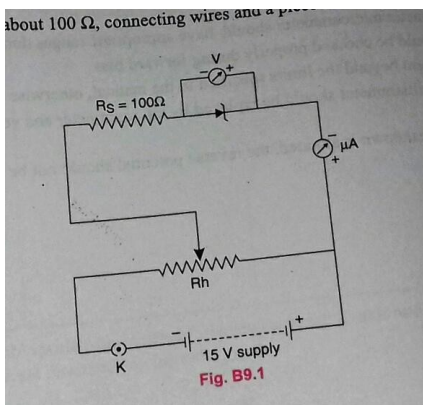 about 100 Ω, connecting wires and a
V
− +
Rs = 100Ω
− µA
+
Rh
− +
15 V supply
K
Fig. B9.1